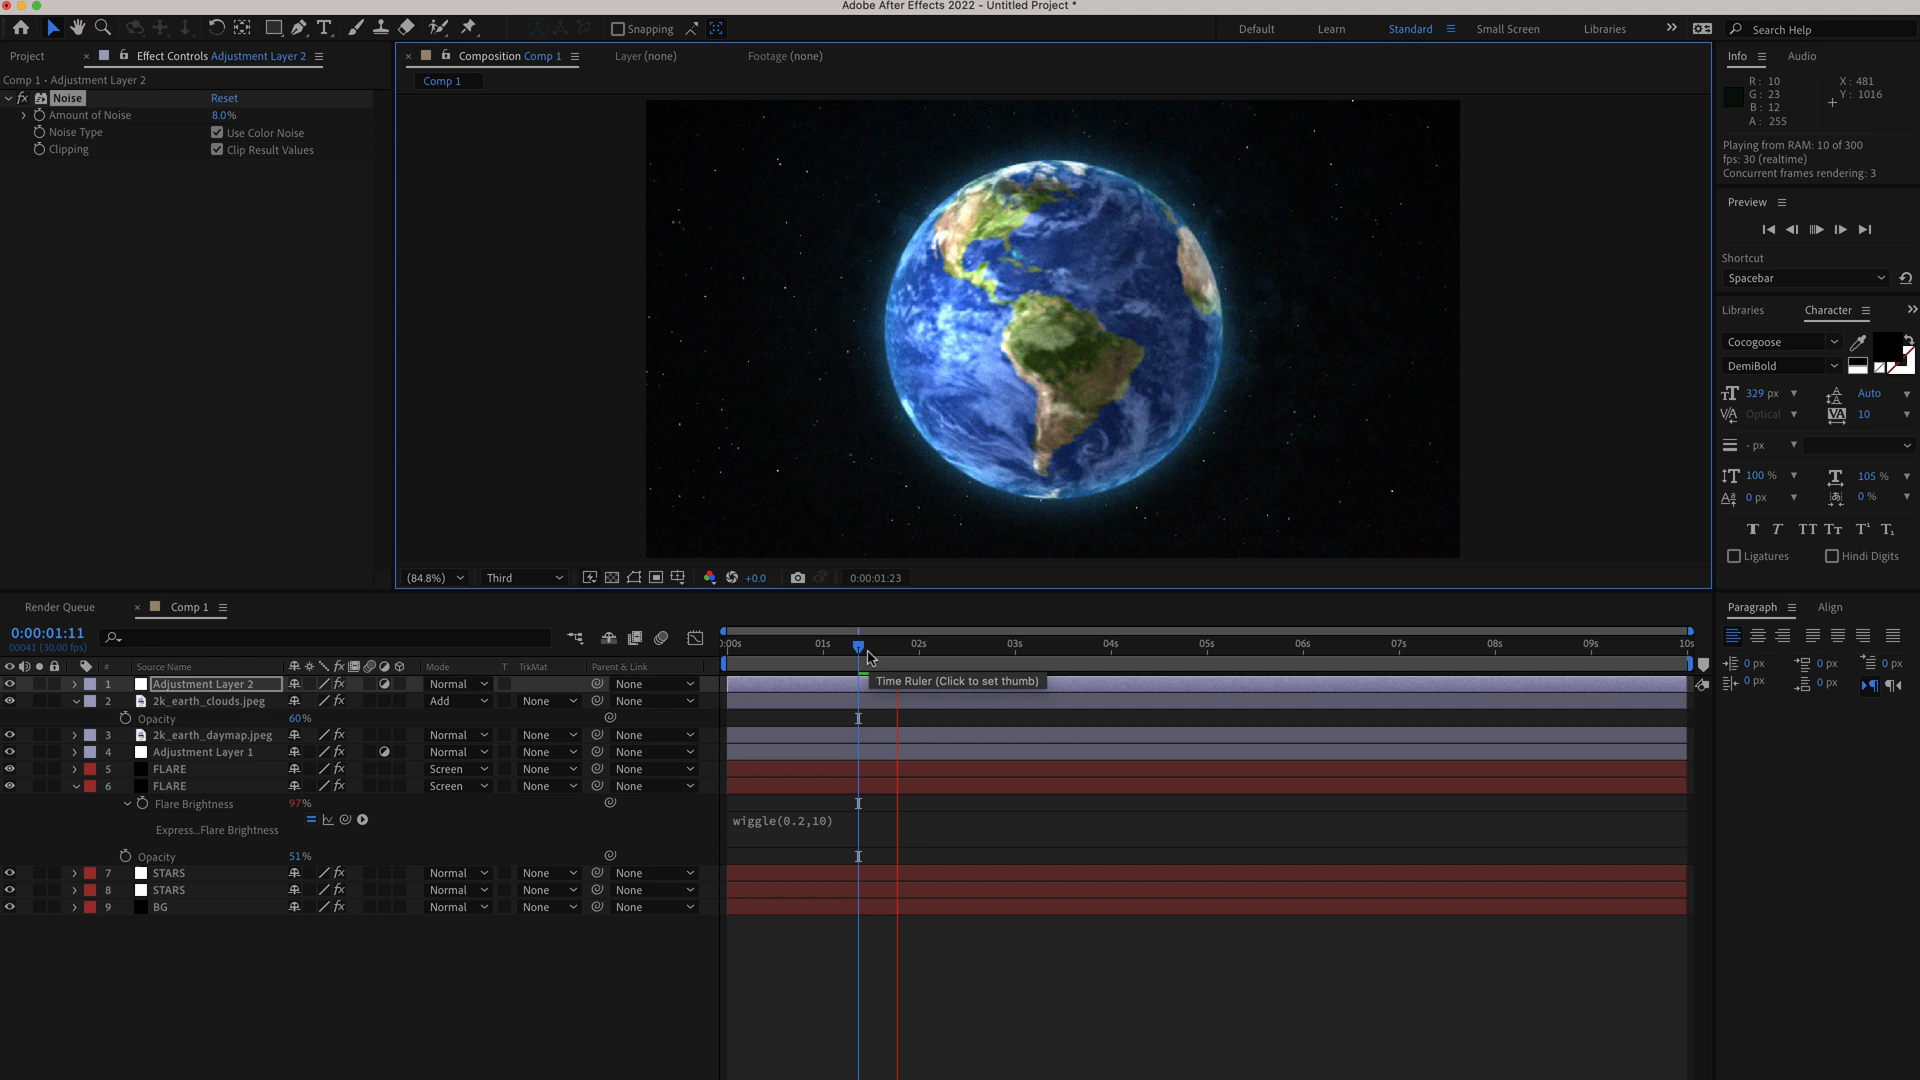 Adobe After Effects 2022 - Untitled Project *
Snapping
Default
Learn
Standard
Small Screen
Libraries
Search Help
Project
Effect Controls Adjustment Layer 2
Composition Comp 1
Layer (none)
Footage (none)
Info
Audio
Comp 1 • Adjustment Layer 2
Comp 1
fx Noise
Reset
Amount of Noise
8.0%
Noise Type
Use Color Noise
Clipping
Clip Result Values
R: 10
G: 23
B: 12
A: 255
X: 481
Y: 1016
Playing from RAM: 10 of 300
fps: 30 (realtime)
Concurrent frames rendering: 3
Preview
Shortcut
Spacebar
Libraries
Character
Cocogoose
DemiBold
329 px
Auto
Optical
10
- px
100 %
105 %
0 px
0 %
Ligatures
Hindi Digits
(84.8%)
Third
+0.0
0:00:01:23
Render Queue
Comp 1
Paragraph
Align
0:00:01:11
00041 (30.00 fps)
:00s
01s
02s
03s
04s
05s
06s
07s
08s
09s
10s
0 px
0 px
0 px
0 px
0 px
#
Source Name
fx
Mode
T
TrkMat
Parent & Link
Time Ruler (Click to set thumb)
1
Adjustment Layer 2
fx
Normal
None
2
2k_earth_clouds.jpeg
Add
None
None
Opacity
60%
3
2k_earth_daymap.jpeg
fx
Normal
None
None
4
Adjustment Layer 1
fx
Normal
None
None
5
FLARE
fx
Screen
None
None
6
FLARE
fx
Screen
None
None
Flare Brightness
97%
Express...Flare Brightness
wiggle(0.2,10)
Opacity
51%
7
STARS
fx
Normal
None
None
8
STARS
fx
Normal
None
None
9
BG
fx
Normal
None
None